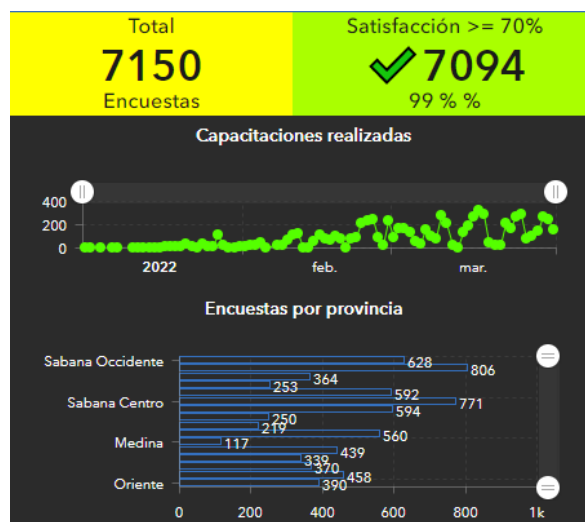 Total
7150
Encuestas
Satisfacción >= 70%
7094
99 % %
Capacitaciones realizadas
400
200
0
2022
feb.
mar.
Encuestas por provincia
Sabana Occidente
628
806
364
253
592
Sabana Centro
771
594
250
219
560
Medina
117
439
339
370
458
Oriente
390
0
200
400
600
800
1k